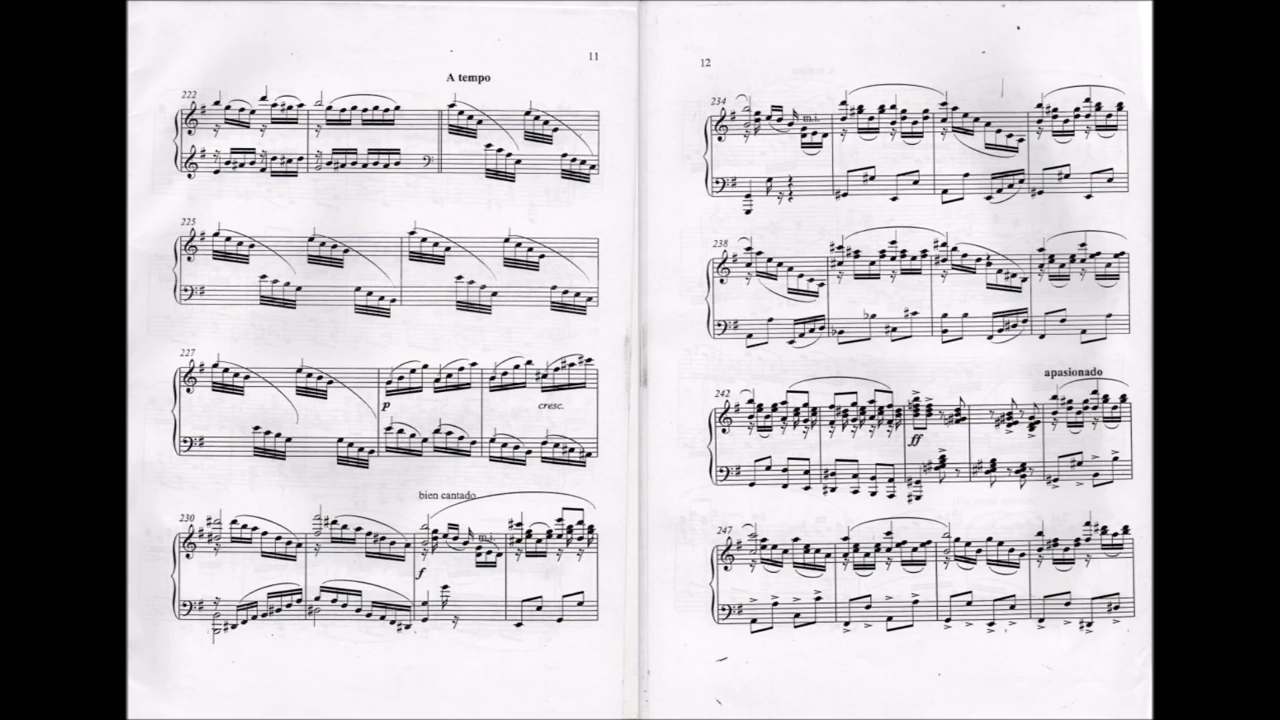 11
A tempo
222
225
227
p
cresc.
bien cantado
230
m.i.
f
12
234
m.i.
238
apasionado
242
ff
247